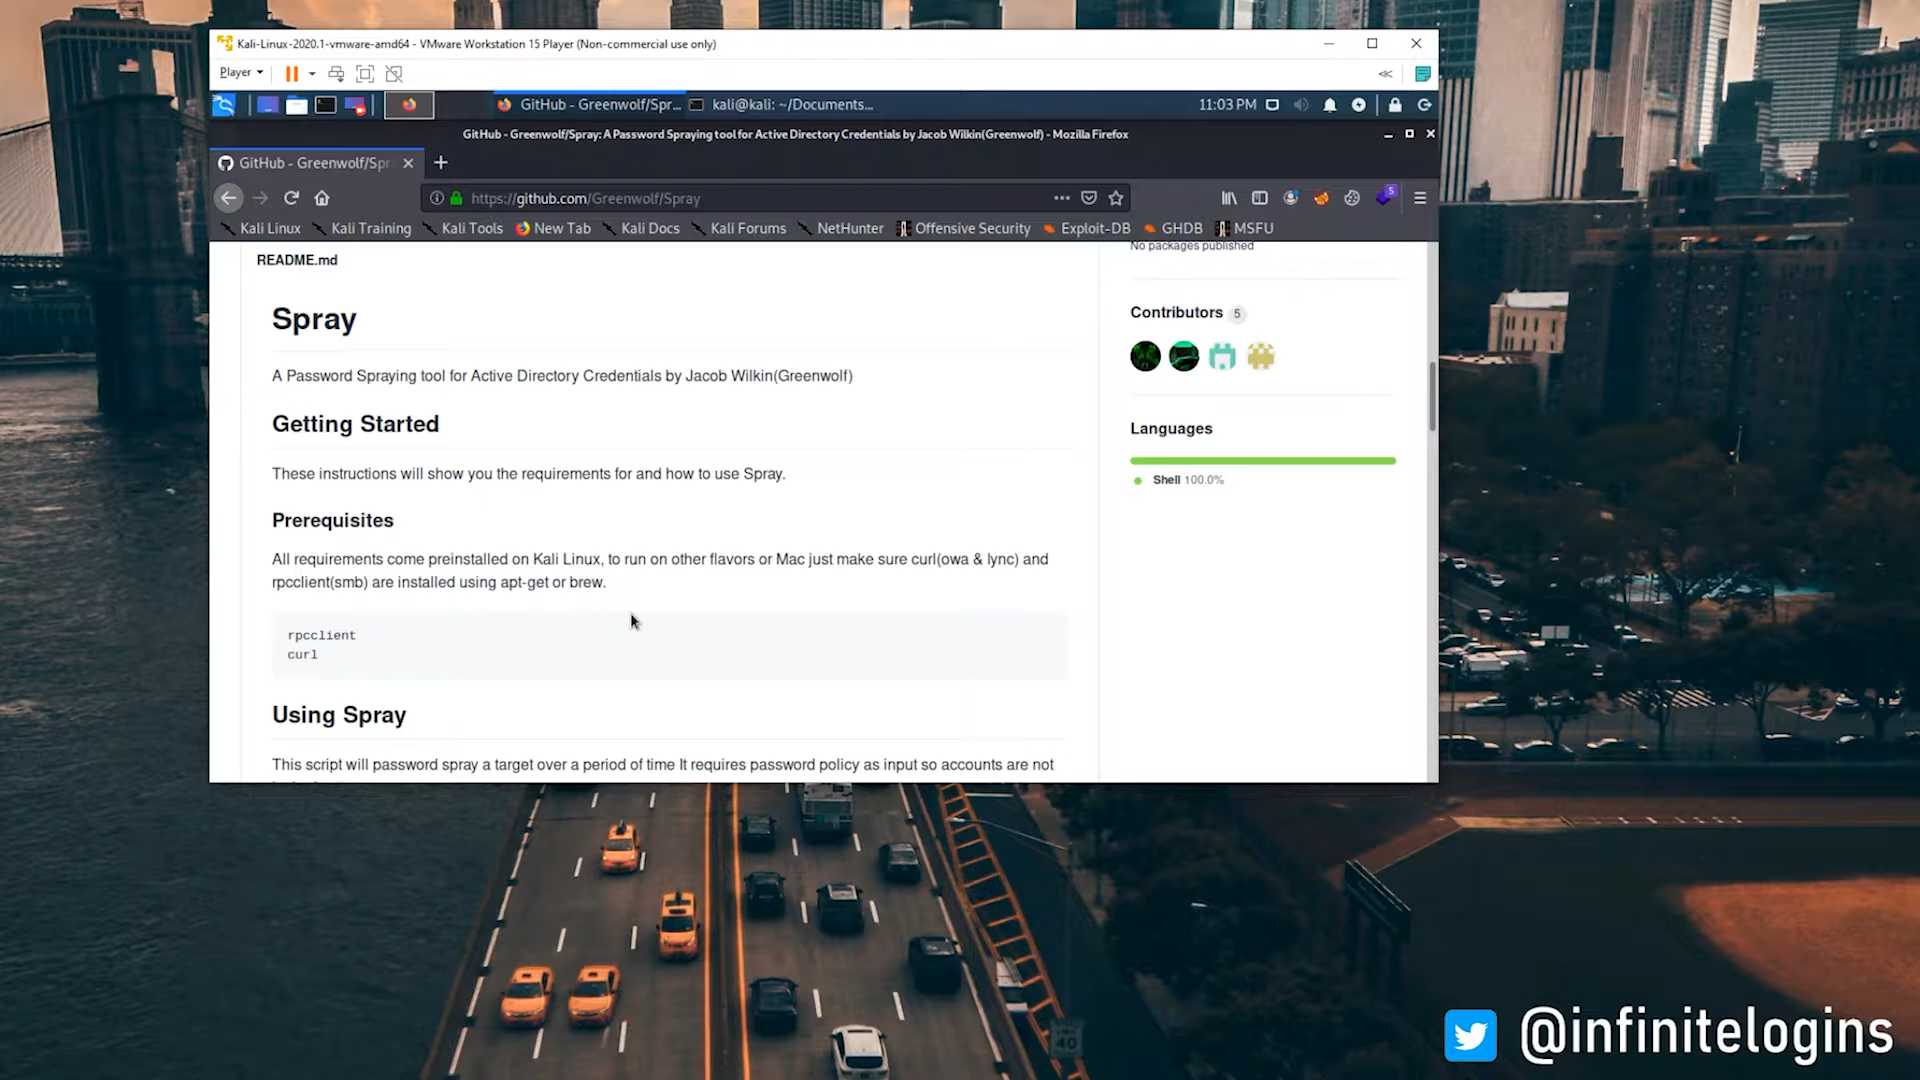 Kali-Linux-2020.1-vmware-amd64 - VMware Workstation 15 Player (Non-commercial use only)
Player
GitHub - Greenwolf/Spr... kali@kali: ~/Documents... 11:03 PM
GitHub - Greenwolf/Spray: A Password Spraying tool for Active Directory Credentials by Jacob Wilkin(Greenwolf) - Mozilla Firefox
GitHub - Greenwolf/Spr
https://github.com/Greenwolf/Spray
5
Kali Linux Kali Training Kali Tools New Tab Kali Docs Kali Forums NetHunter Offensive Security Exploit-DB GHDB MSFU
No packages published
README.md
Spray
A Password Spraying tool for Active Directory Credentials by Jacob Wilkin(Greenwolf)
Getting Started
These instructions will show you the requirements for and how to use Spray.
Prerequisites
All requirements come preinstalled on Kali Linux, to run on other flavors or Mac just make sure curl(owa & lync) and
rpcclient(smb) are installed using apt-get or brew.
rpcclient
curl
Using Spray
This script will password spray a target over a period of time It requires password policy as input so accounts are not
Contributors 5
Languages
Shell 100.0%
40
@infinitelogins